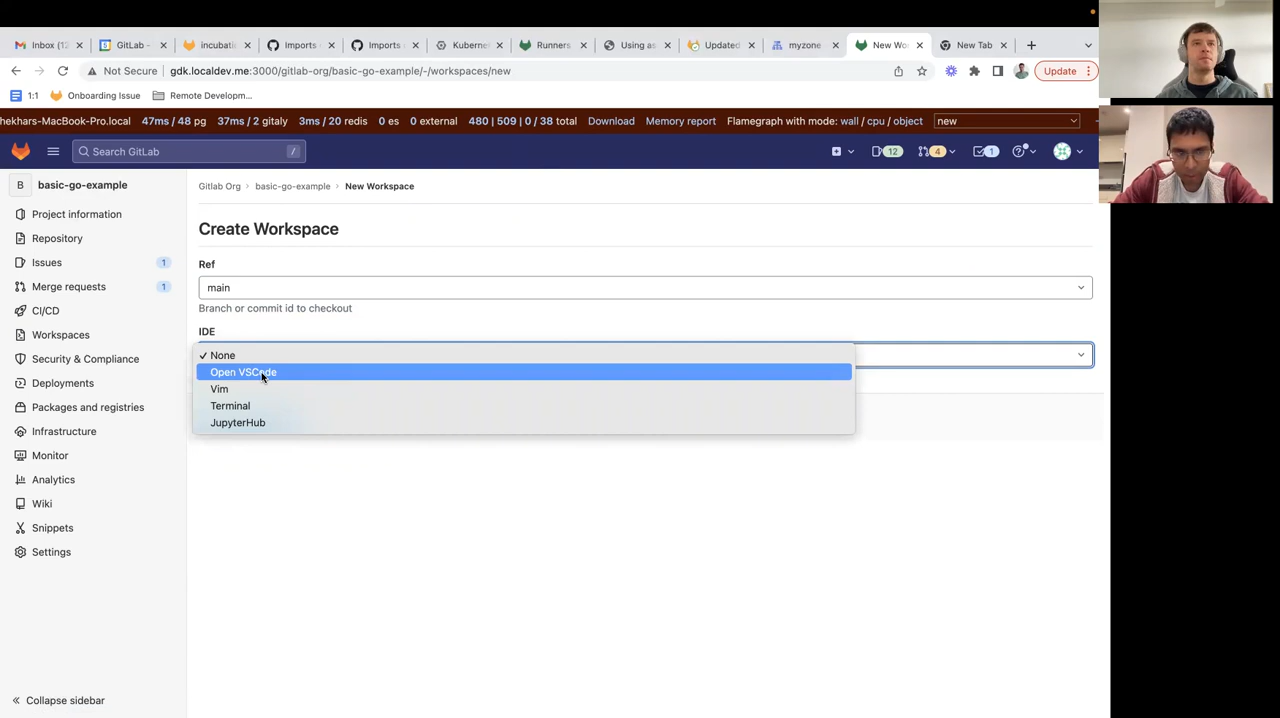 Inbox (12
GitLab -
incubati
Imports
Imports
Kubern
Runners
Using as
Updated
myzone
New Wo
New Tab
Not Secure
gdk.localdev.me:3000/gitlab-org/basic-go-example/-/workspaces/new
Update
1:1
Onboarding Issue
Remote Developm...
hekhars-MacBook-Pro.local 47ms / 48 pg 37ms / 2 gitaly 3ms / 20 redis 0 es 0 external 480 | 509 | 0 / 38 total Download Memory report Flamegraph with mode: wall / cpu / object new
Search GitLab /
12
4
1
B basic-go-example
Project information
Repository
Issues 1
Merge requests 1
CI/CD
Workspaces
Security & Compliance
Deployments
Packages and registries
Infrastructure
Monitor
Analytics
Wiki
Snippets
Settings
Collapse sidebar
Gitlab Org › basic-go-example › New Workspace
Create Workspace
Ref
main
Branch or commit id to checkout
IDE
✓ None
Open VSCode
Vim
Terminal
JupyterHub